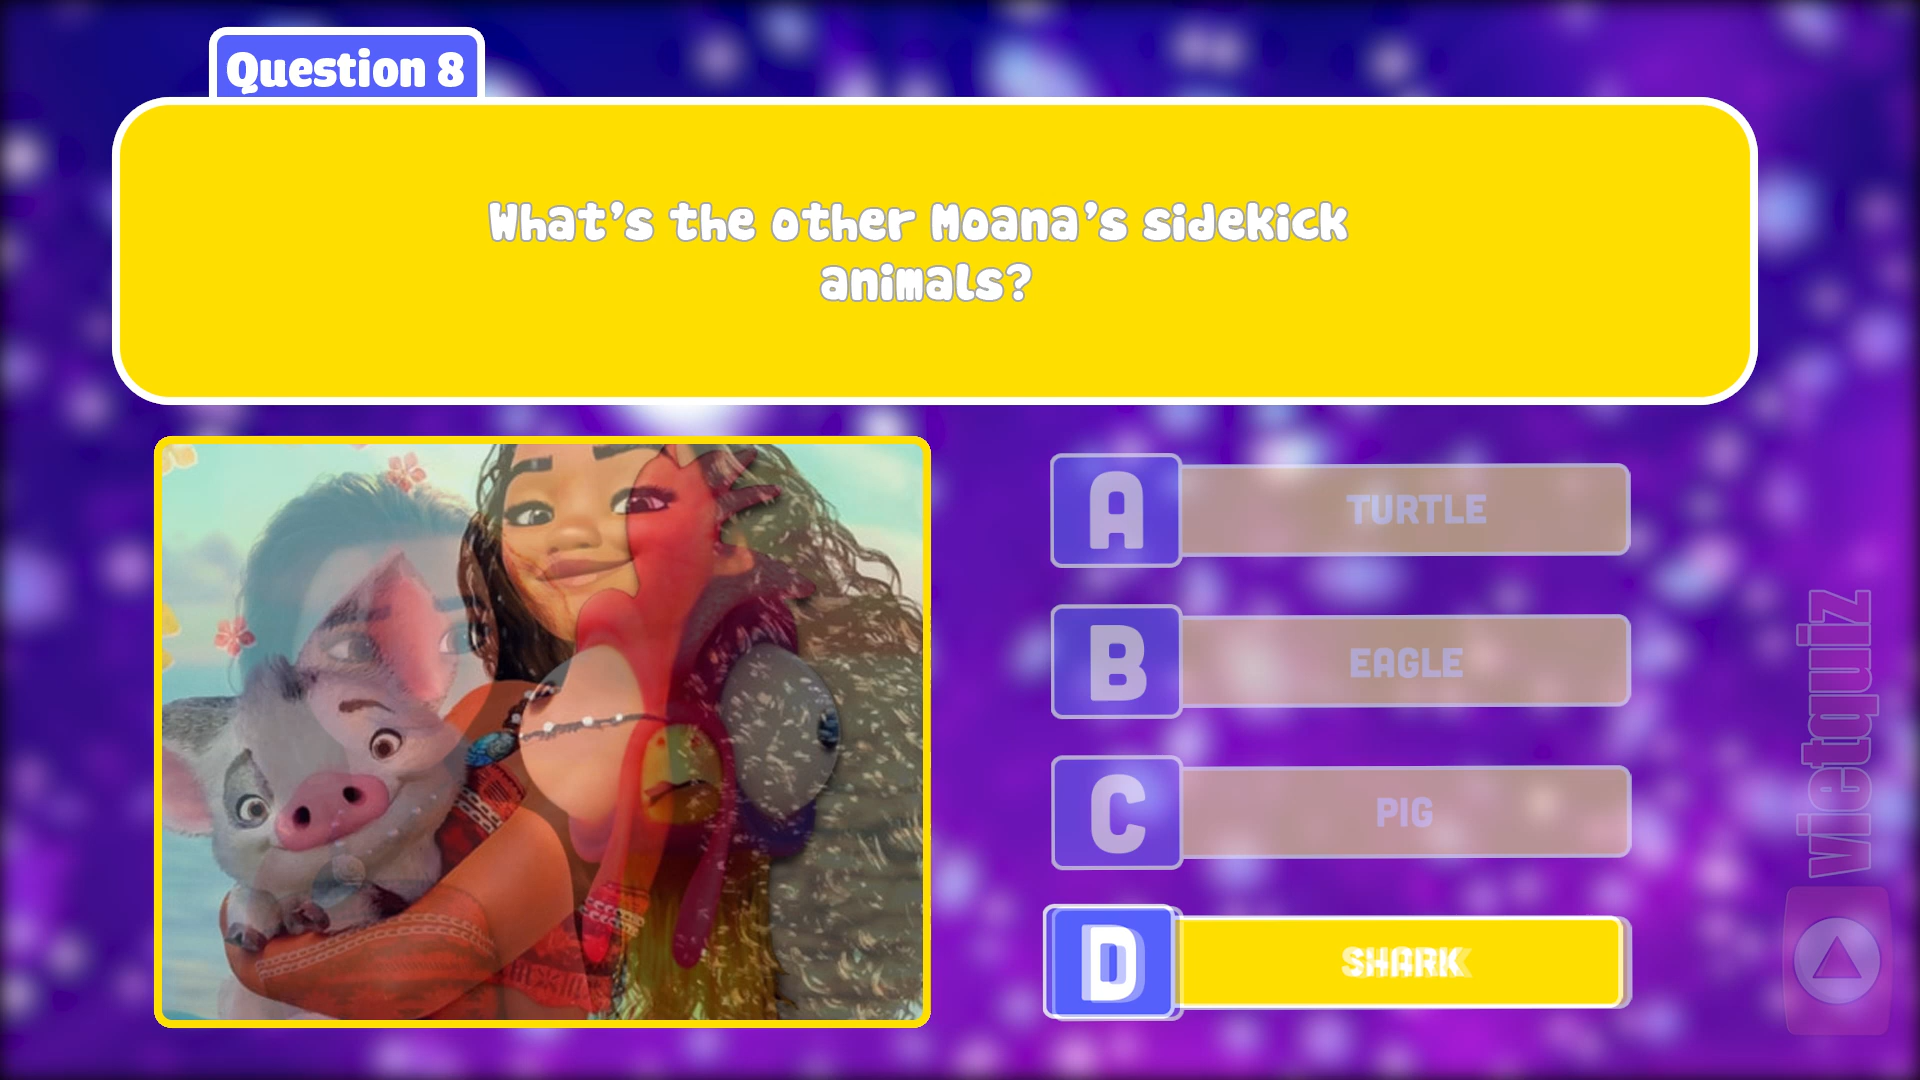 Question 8
What's the other Moana's sidekick
animals?
A
TURTLE
B
EAGLE
C
PIG
D
SHARK
vietquiz